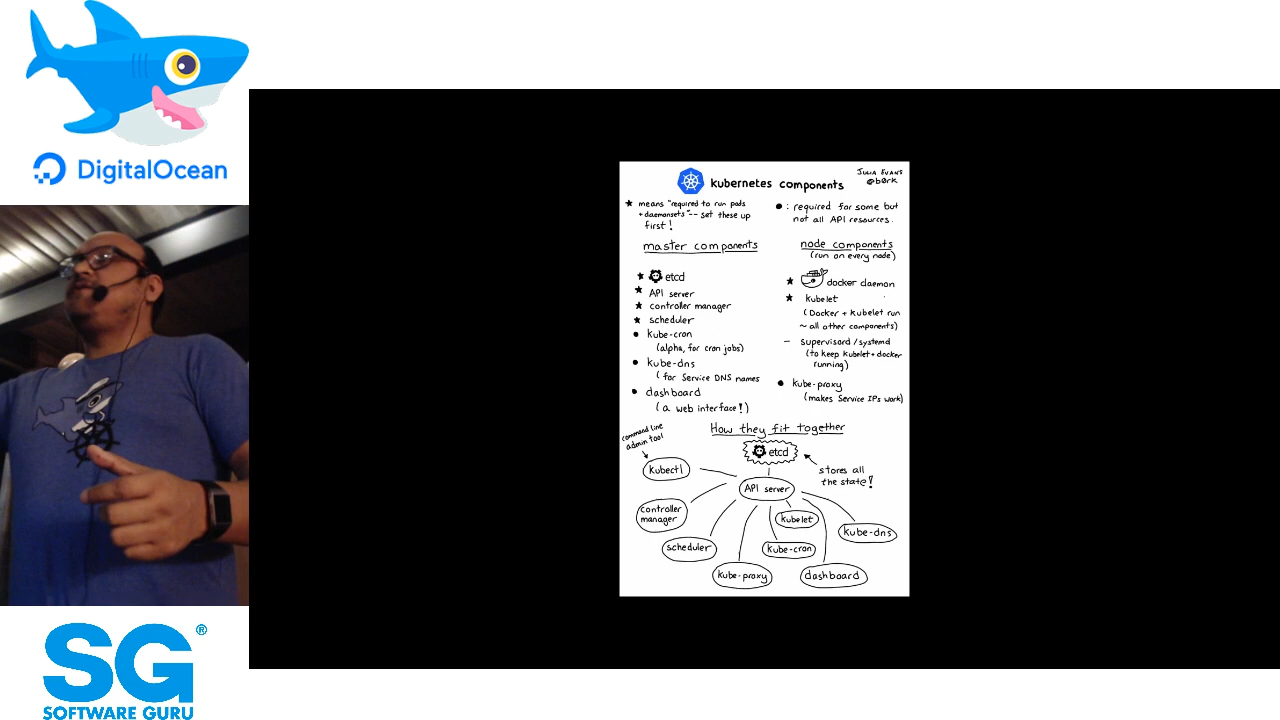 DigitalOcean
SG®
SOFTWARE GURU
kubernetes components
JULIA EVANS
@b0rk
★ means "required to run pods
+ daemonsets" -- set these up
first!
● : required for some but
not all API resources.
master components
★ etcd
★ API server
★ controller manager
★ scheduler
● kube-cron
(alpha, for cron jobs)
● kube-dns
(for Service DNS names
● dashboard
(a web interface!)
node components
(run on every node)
★ docker daemon
★ kubelet
(Docker + kubelet run
~ all other components)
– supervisord/systemd
(to keep kubelet + docker
running)
● kube-proxy
(makes Service IPs work)
How they fit together
command line
admin tool
etcd
stores all
the state!
kubectl
API server
controller
manager
kubelet
kube-dns
scheduler
kube-cron
kube-proxy
dashboard